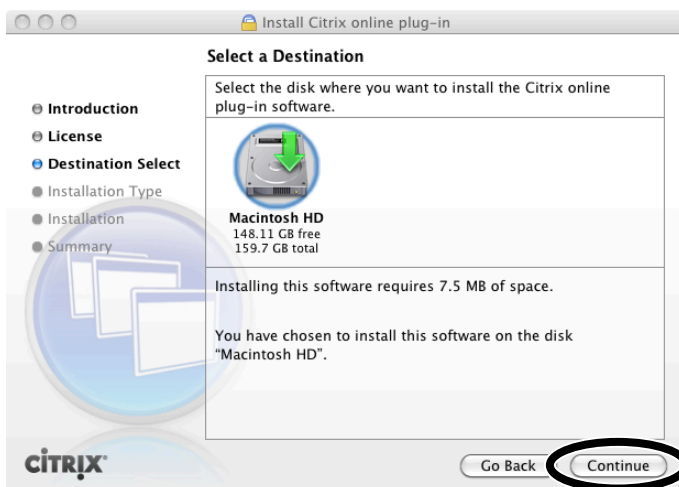 Install Citrix online plug-in
Select a Destination
Introduction
License
Destination Select
Installation Type
Installation
Summary
Select the disk where you want to install the Citrix online
plug-in software.
Macintosh HD
148.11 GB free
159.7 GB total
Installing this software requires 7.5 MB of space.
You have chosen to install this software on the disk
“Macintosh HD”.
CİTRIX®
Go Back
Continue